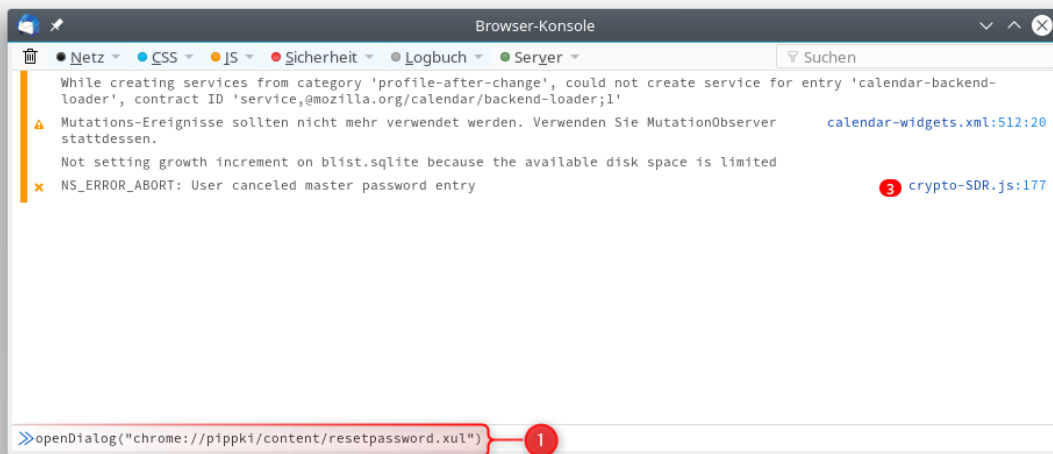 Browser-Konsole
Netz CSS JS Sicherheit Logbuch Server Suchen
While creating services from category 'profile-after-change', could not create service for entry 'calendar-backend-
loader', contract ID 'service,@mozilla.org/calendar/backend-loader;1'
Mutations-Ereignisse sollten nicht mehr verwendet werden. Verwenden Sie MutationObserver calendar-widgets.xml:512:20
stattdessen.
Not setting growth increment on blist.sqlite because the available disk space is limited
NS_ERROR_ABORT: User canceled master password entry 3 crypto-SDR.js:177
openDialog("chrome://pippki/content/resetpassword.xul") 1